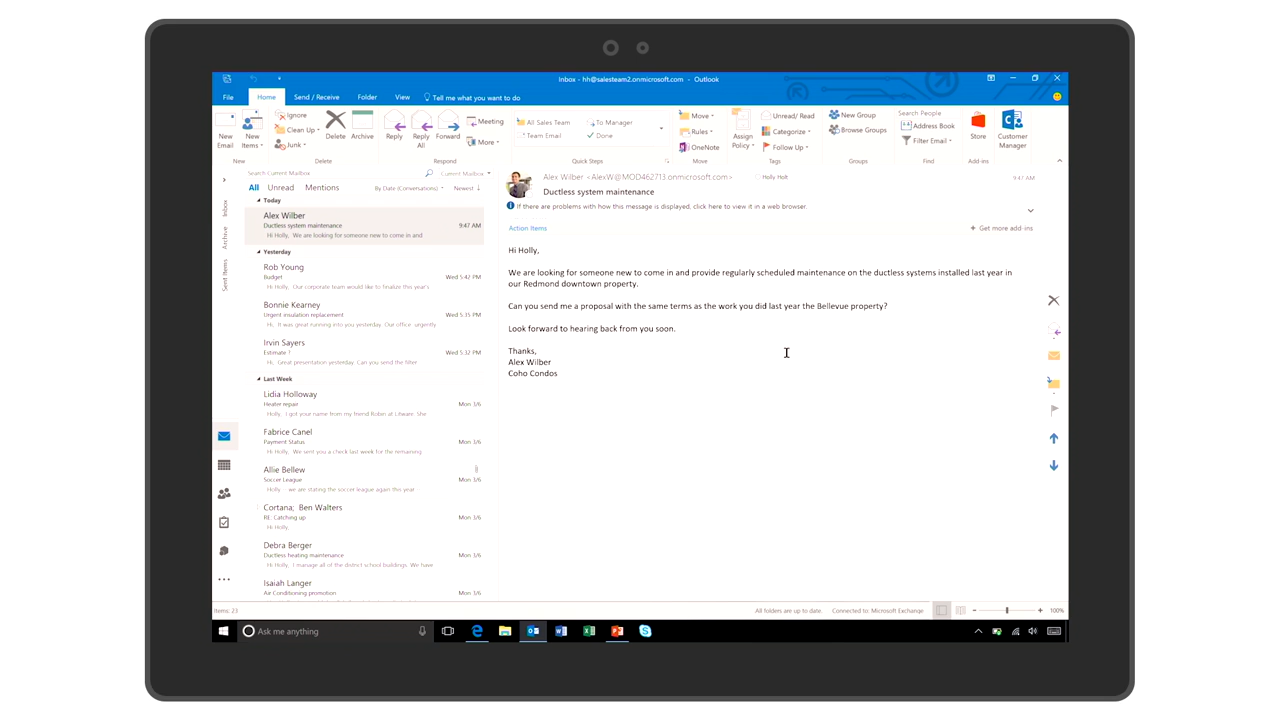 Inbox - hh@salesteam2.onmicrosoft.com - Outlook
File Home Send / Receive Folder View Tell me what you want to do
New Email
New Items
Ignore
Clean Up
Junk
Delete
Archive
Reply
Reply All
Forward
Meeting
More
All Sales Team
Team Email
To Manager
Done
Move
Rules
OneNote
Assign Policy
Unread/ Read
Categorize
Follow Up
New Group
Browse Groups
Search People
Address Book
Filter Email
Store
Customer Manager
New Delete Respond Quick Steps Move Tags Groups Find Add-ins
Search Current Mailbox Current Mailbox
All Unread Mentions By Date (Conversations) Newest ↓
Inbox
Archive
Sent Items
Today
Alex Wilber
Ductless system maintenance 9:47 AM
Hi Holly, We are looking for someone new to come in and
Yesterday
Rob Young
Budget Wed 5:42 PM
Hi Holly, Our corporate team would like to finalize this year's
Bonnie Kearney
Urgent insulation replacement Wed 5:35 PM
Hi, It was great running into you yesterday. Our office urgently
Irvin Sayers
Estimate ? Wed 5:32 PM
Hi, Great presentation yesterday. Can you send the filter
Last Week
Lidia Holloway
Heater repair Mon 3/6
Holly, I got your name from my friend Robin at Litware. She
Fabrice Canel
Payment Status Mon 3/6
Hi Holly, We sent you a check last week for the remaining
Allie Bellew
Soccer League Mon 3/6
Holly - we are stating the soccer league again this year
Cortana; Ben Walters
RE: Catching up Mon 3/6
Hi Holly,
Debra Berger
Ductless heating maintenance Mon 3/6
Hi Holly, I manage all of the district school buildings. We have
Isaiah Langer
Air Conditioning promotion Mon 3/6
Alex Wilber <AlexW@MOD462713.onmicrosoft.com> Holly Holt 9:47 AM
Ductless system maintenance
If there are problems with how this message is displayed, click here to view it in a web browser.
Action Items + Get more add-ins
Hi Holly,
We are looking for someone new to come in and provide regularly scheduled maintenance on the ductless systems installed last year in
our Redmond downtown property.
Can you send me a proposal with the same terms as the work you did last year the Bellevue property?
Look forward to hearing back from you soon.
Thanks,
Alex Wilber
Coho Condos
Items: 23 All folders are up to date. Connected to: Microsoft Exchange 100%
Ask me anything